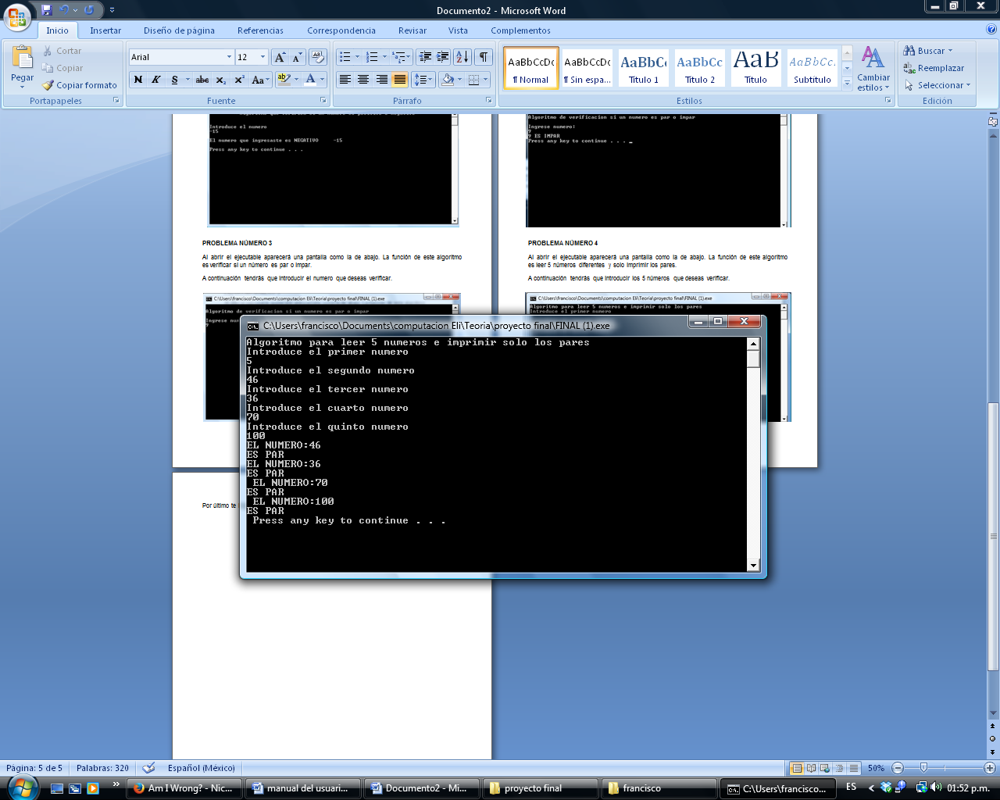 Documento2 - Microsoft Word
Inicio Insertar Diseño de página Referencias Correspondencia Revisar Vista Complementos
Pegar
Cortar
Copiar
Copiar formato
Portapapeles
Arial 12
Fuente
Párrafo
AaBbCcDc AaBbCcDc AaBbCc AaBbCc AaB AaBbCc.
¶ Normal ¶ Sin espa... Título 1 Título 2 Título Subtítulo
Cambiar estilos
Estilos
Buscar
Reemplazar
Seleccionar
Edición
Introduce el numero
-15
El numero que ingresaste es NEGATIVO -15
Press any key to continue . . .
Algoritmo de verificacion si un numero es par o impar
Ingrese numero:
9
9 ES IMPAR
Press any key to continue . . .
PROBLEMA NÚMERO 3
Al abrir el ejecutable aparecerá una pantalla como la de abajo. La función de este algoritmo
es verificar si un número es par o impar.
A continuación tendrás que introducir el numero que deseas verificar.
PROBLEMA NÚMERO 4
Al abrir el ejecutable aparecerá una pantalla como la de abajo. La función de este algoritmo
es leer 5 números diferentes y solo imprimir los pares.
A continuación tendrás que introducir los 5 números que deseas verificar.
C:\Users\francisco\Documents\computacion Eli\Teoria\proyecto final\FINAL (1).exe
Algoritmo de verificacion si un numero es par o impar
Ingrese
9
C:\Users\francisco\Documents\computacion Eli\Teoria\proyecto final\FINAL (1).exe
Algoritmo para leer 5 numeros e imprimir solo los pares
Introduce el primer numero
C:\Users\francisco\Documents\computacion Eli\Teoria\proyecto final\FINAL (1).exe
Algoritmo para leer 5 numeros e imprimir solo los pares
Introduce el primer numero
5
Introduce el segundo numero
46
Introduce el tercer numero
36
Introduce el cuarto numero
70
Introduce el quinto numero
100
EL NUMERO:46
ES PAR
EL NUMERO:36
ES PAR
EL NUMERO:70
ES PAR
EL NUMERO:100
ES PAR
Press any key to continue . . .
Por último te
Página: 5 de 5 Palabras: 320 Español (México) 50%
Am I Wrong? - Nic... manual del usuari... Documento2 - Mi... proyecto final francisco C:\Users\francisco... ES 01:52 p.m.